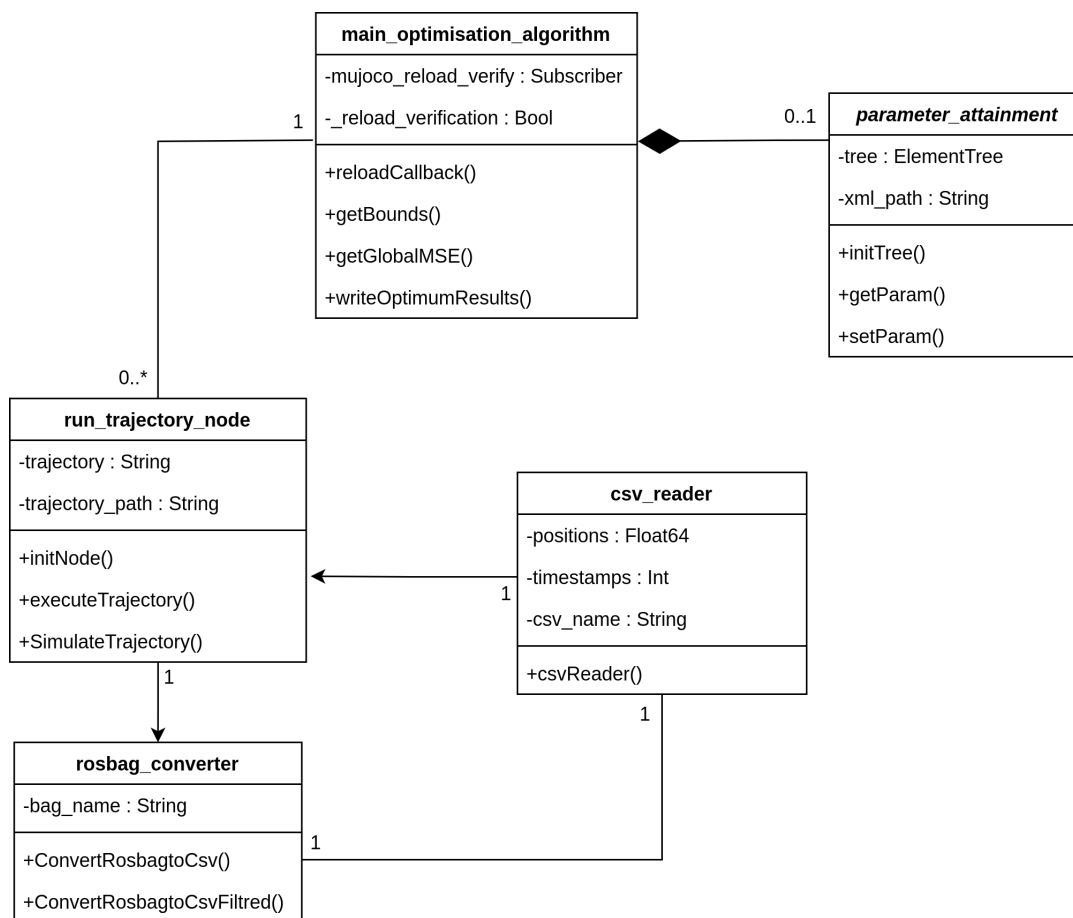 main_optimisation_algorithm
-mujoco_reload_verify : Subscriber
-_reload_verification : Bool
+reloadCallback()
+getBounds()
+getGlobalMSE()
+writeOptimumResults()
1
0..1
parameter_attainment
-tree : ElementTree
-xml_path : String
+initTree()
+getParam()
+setParam()
0..*
run_trajectory_node
-trajectory : String
-trajectory_path : String
+initNode()
+executeTrajectory()
+SimulateTrajectory()
1
csv_reader
-positions : Float64
-timestamps : Int
-csv_name : String
+csvReader()
1
1
rosbag_converter
-bag_name : String
+ConvertRosbagtoCsv()
+ConvertRosbagtoCsvFiltred()
1